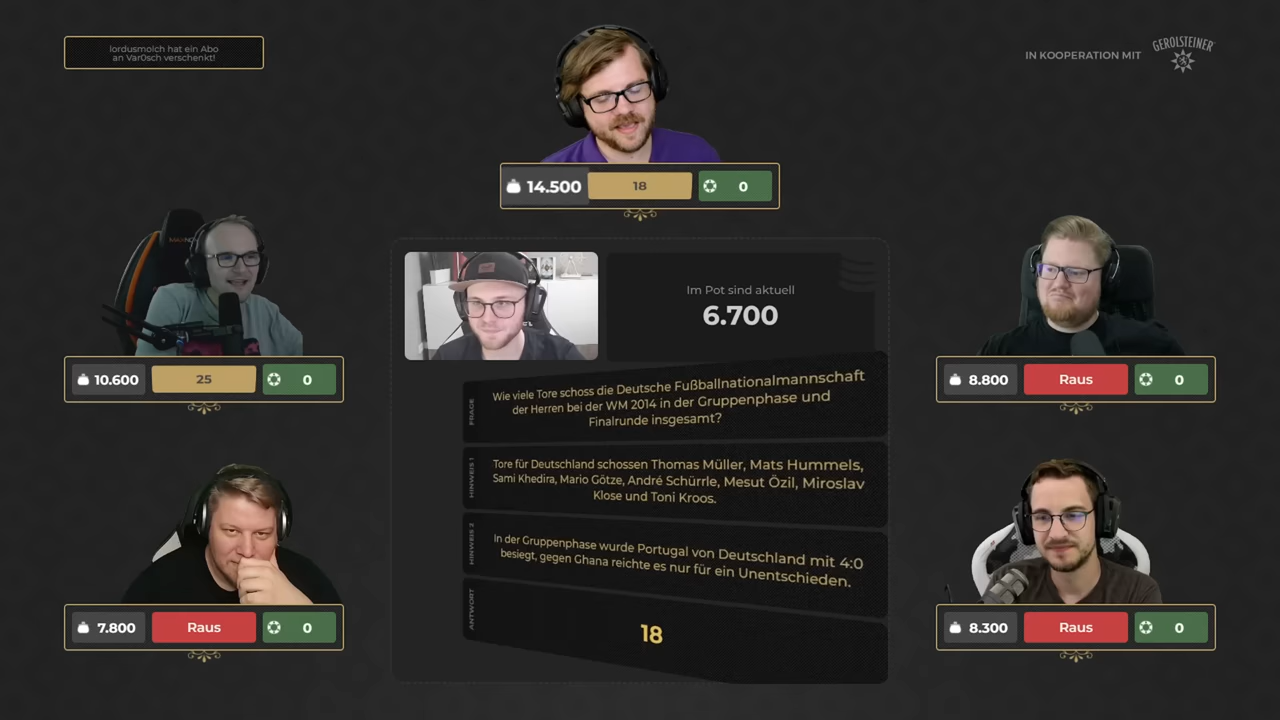 lordusmolch hat ein Abo
an Var0sch verschenkt!
IN KOOPERATION MIT
GEROLSTEINER
14.500
18
0
10.600
25
0
Im Pot sind aktuell
6.700
8.800
Raus
0
FRAGE
Wie viele Tore schoss die Deutsche Fußballnationalmannschaft
der Herren bei der WM 2014 in der Gruppenphase und
Finalrunde insgesamt?
HINWEIS 1
Tore für Deutschland schossen Thomas Müller, Mats Hummels,
Sami Khedira, Mario Götze, André Schürrle, Mesut Özil, Miroslav
Klose und Toni Kroos.
HINWEIS 2
In der Gruppenphase wurde Portugal von Deutschland mit 4:0
besiegt, gegen Ghana reichte es nur für ein Unentschieden.
ANTWORT
18
7.800
Raus
0
8.300
Raus
0